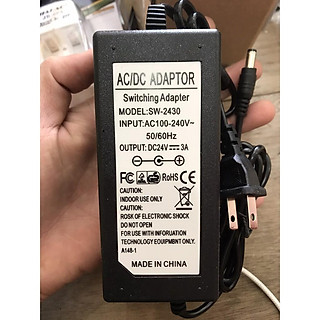 AC/DC ADAPTOR
Switching Adapter
MODEL:SW-2430
INPUT:AC100-240V~
50/60Hz
OUTPUT:DC24V⎓3A
CE RoHS
CAUTION:
INDOOR USE ONLY
CAUTION:
ROSK OF ELECTRONIC SHOCK
DO NOT OPEN
FOR USE WITH INFORUATION
TECHNOLOGY EQUIPMENT ONLY.
A148-1
MADE IN CHINA